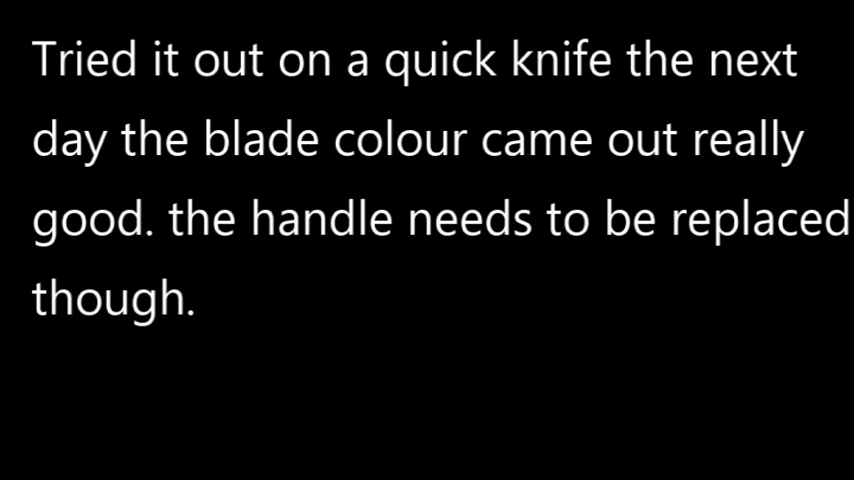 Tried it out on a quick knife the next
day the blade colour came out really
good. the handle needs to be replaced
though.